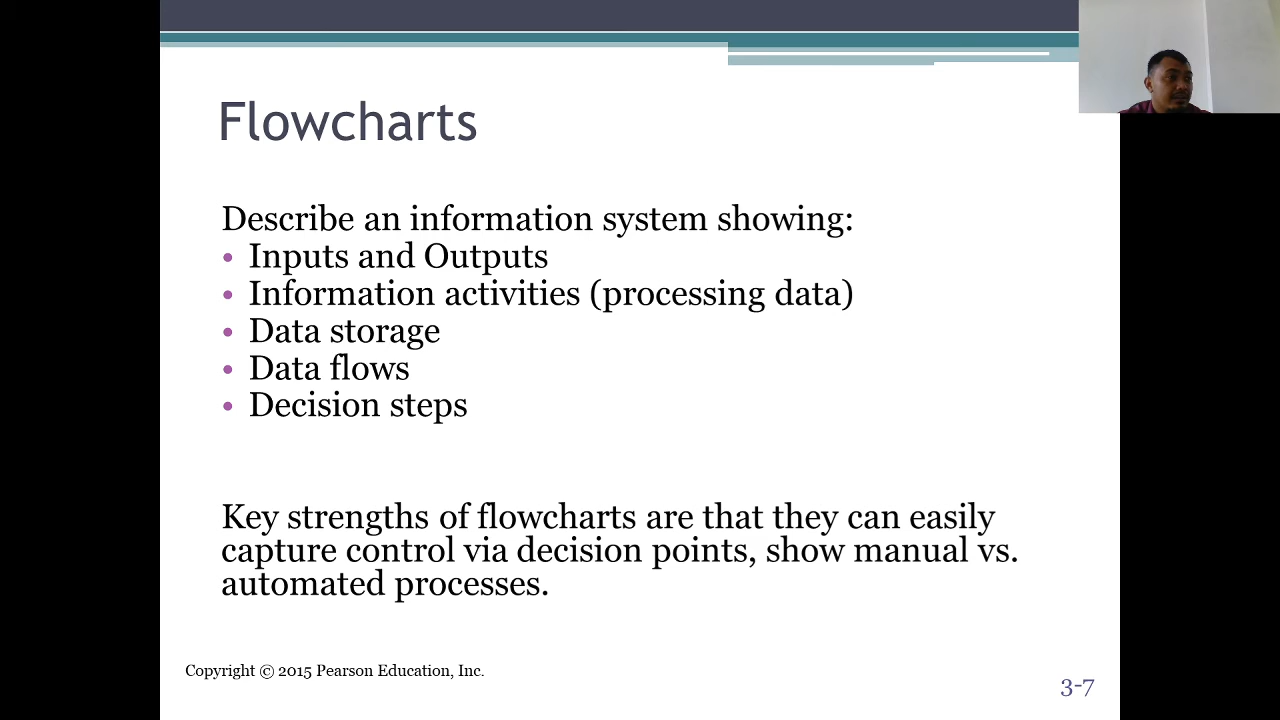 Flowcharts
Describe an information system showing:
• Inputs and Outputs
• Information activities (processing data)
• Data storage
• Data flows
• Decision steps
Key strengths of flowcharts are that they can easily
capture control via decision points, show manual vs.
automated processes.
Copyright © 2015 Pearson Education, Inc.
3-7